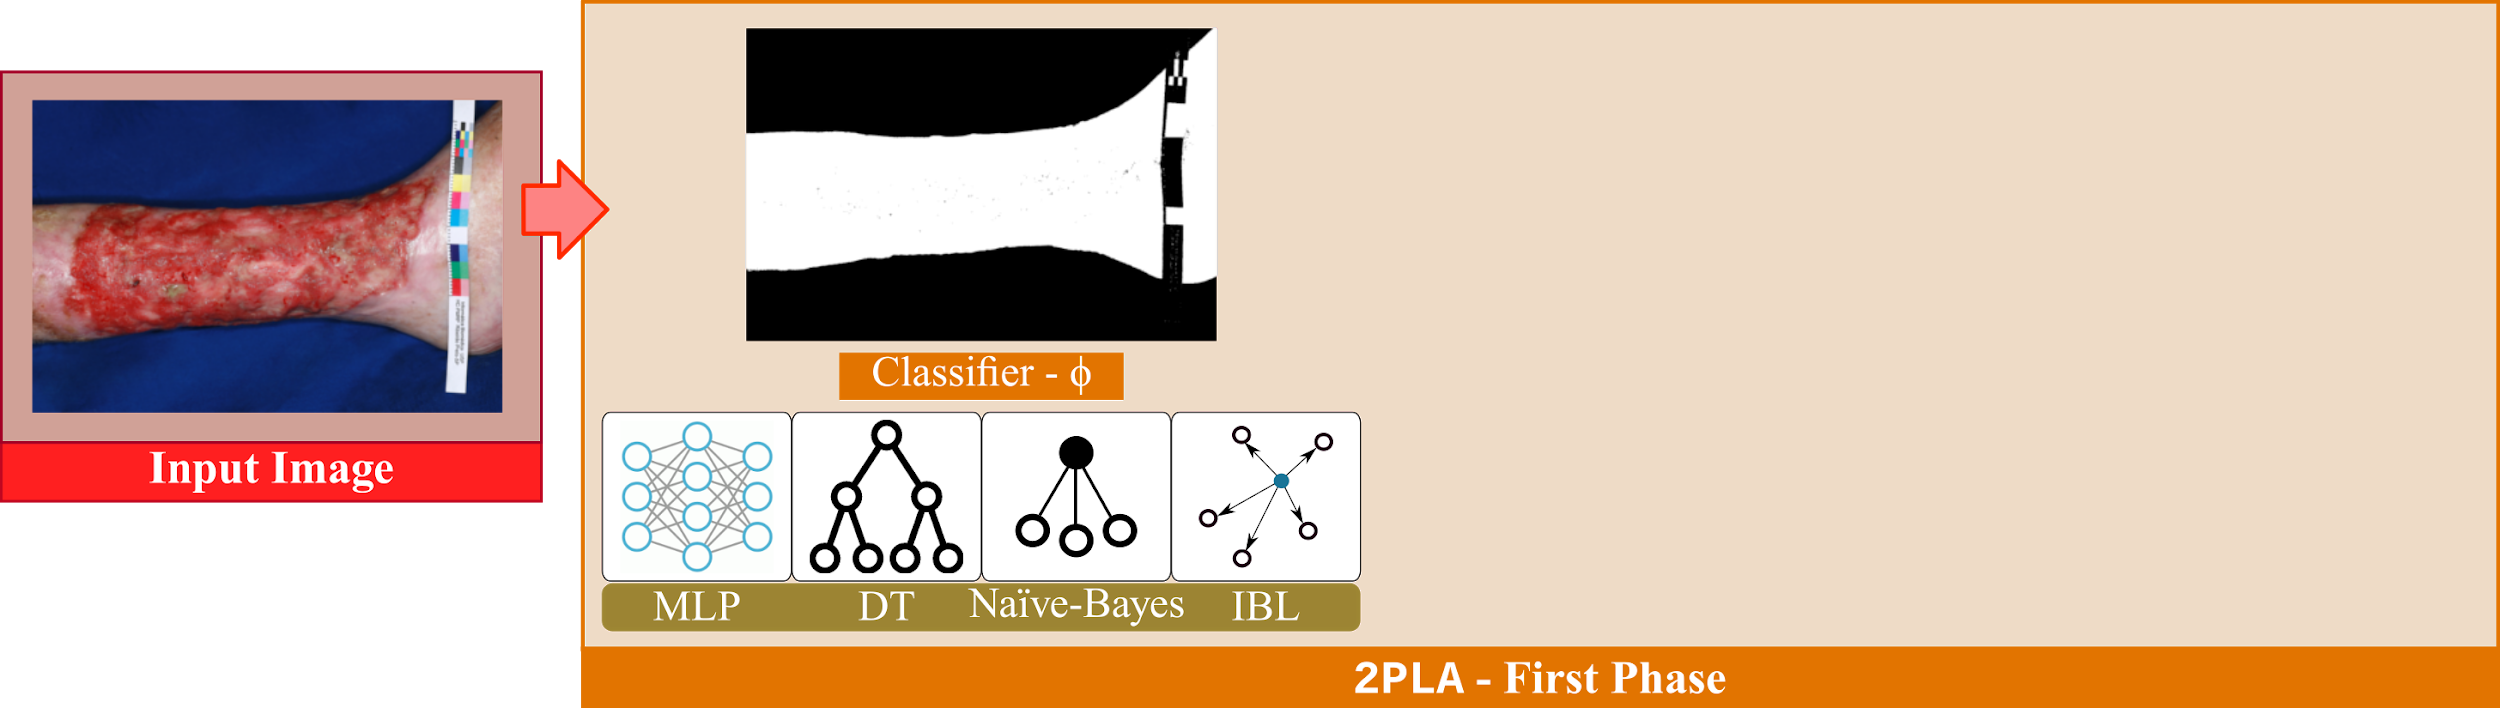 Input Image
Classifier - ϕ
MLP DT Naïve-Bayes IBL
2PLA - First Phase